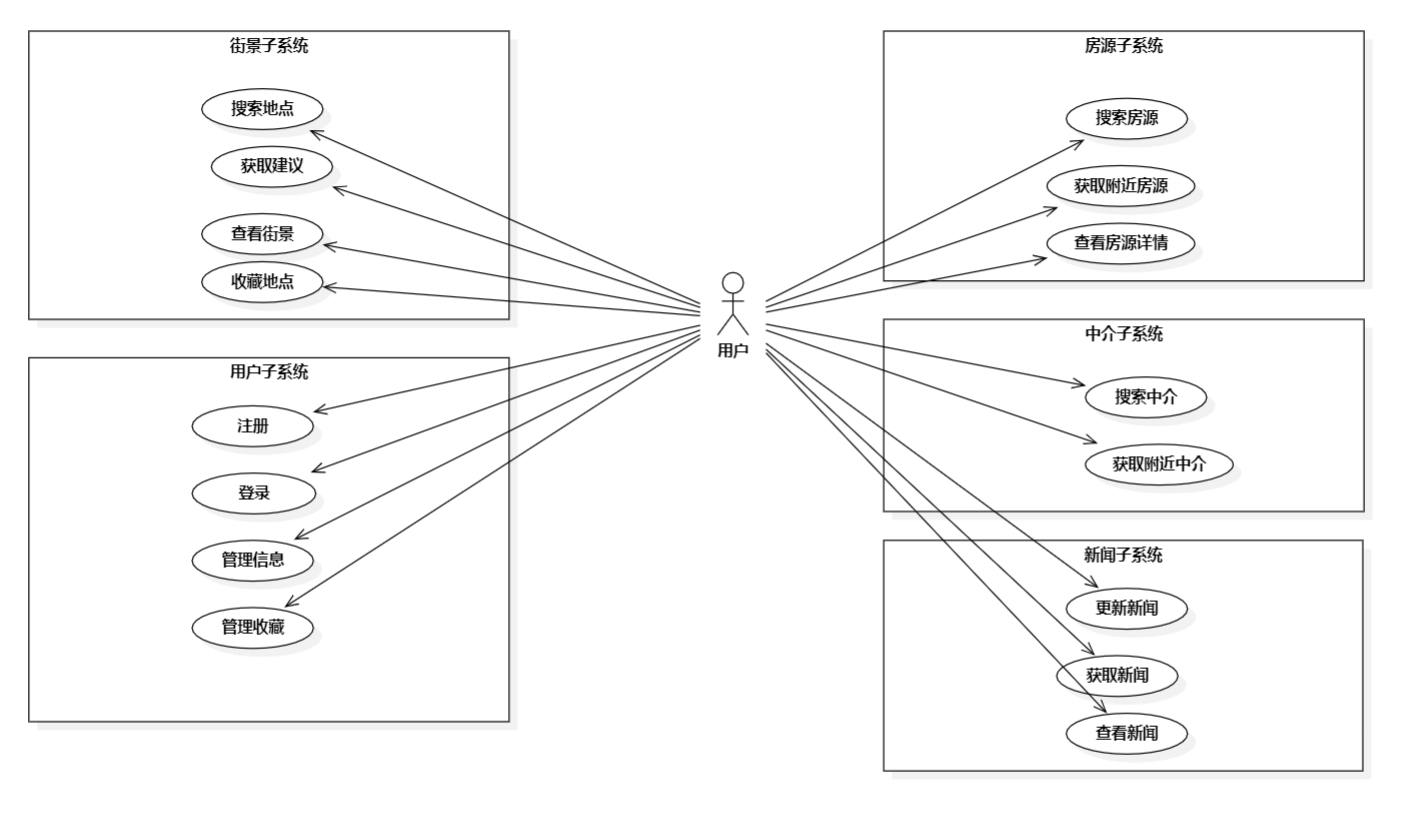 街景子系统
搜索地点
获取建议
查看街景
收藏地点
用户子系统
注册
登录
管理信息
管理收藏
用户
房源子系统
搜索房源
获取附近房源
查看房源详情
中介子系统
搜索中介
获取附近中介
新闻子系统
更新新闻
获取新闻
查看新闻